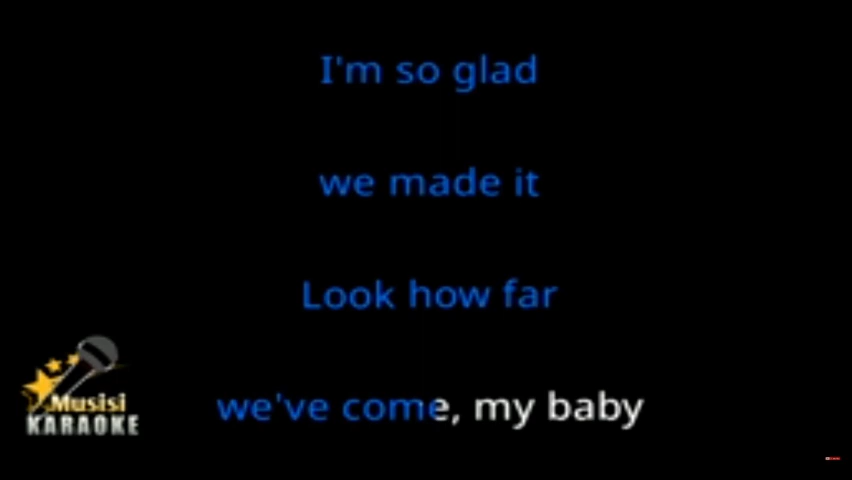 I'm so glad
we made it
Look how far
we've come, my baby
Musisi
KARAOKE